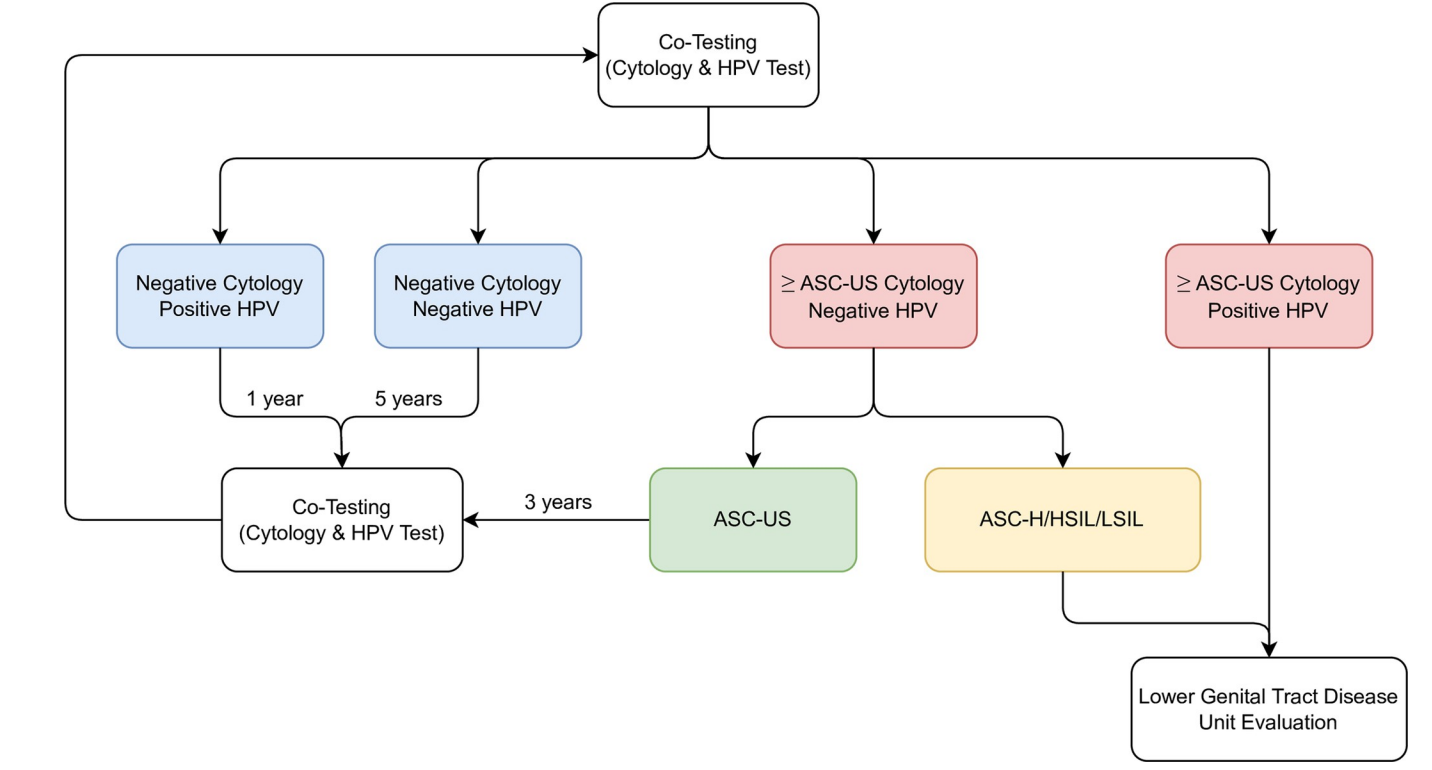 Co-Testing
(Cytology & HPV Test)
Negative Cytology
Positive HPV
Negative Cytology
Negative HPV
≥ ASC-US Cytology
Negative HPV
≥ ASC-US Cytology
Positive HPV
1 year
5 years
Co-Testing
(Cytology & HPV Test)
3 years
ASC-US
ASC-H/HSIL/LSIL
Lower Genital Tract Disease
Unit Evaluation